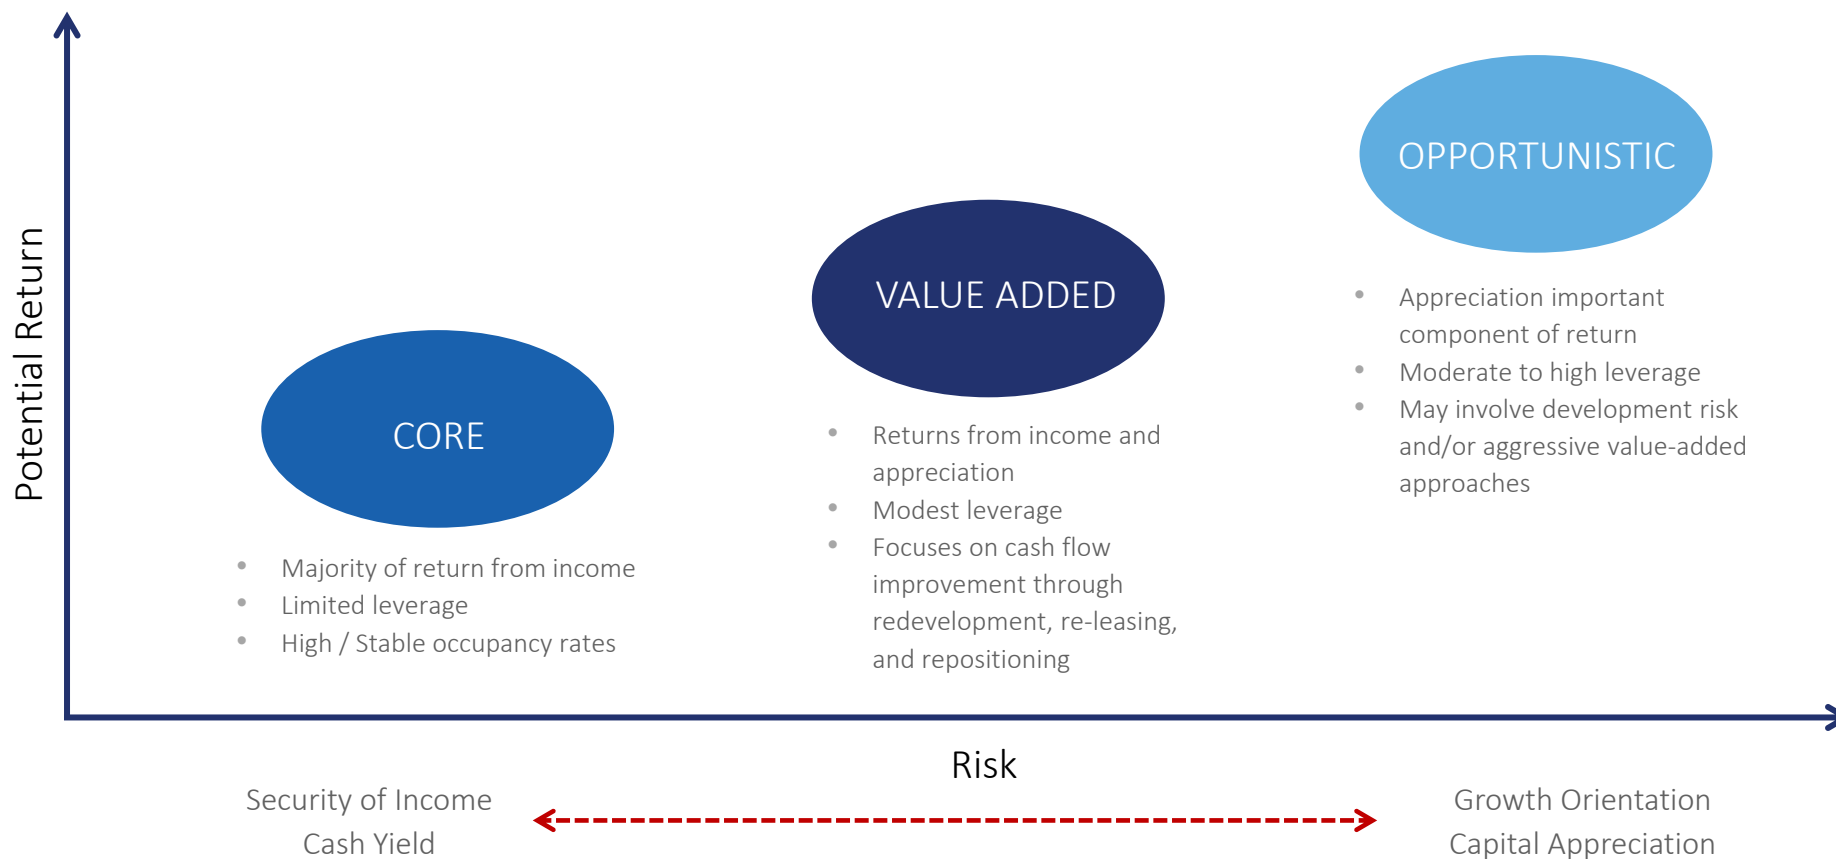 Potential Return
CORE
• Majority of return from income
• Limited leverage
• High / Stable occupancy rates
VALUE ADDED
• Returns from income and
appreciation
• Modest leverage
• Focuses on cash flow
improvement through
redevelopment, re-leasing,
and repositioning
OPPORTUNISTIC
• Appreciation important
component of return
• Moderate to high leverage
• May involve development risk
and/or aggressive value-added
approaches
Risk
Security of Income
Cash Yield
Growth Orientation
Capital Appreciation